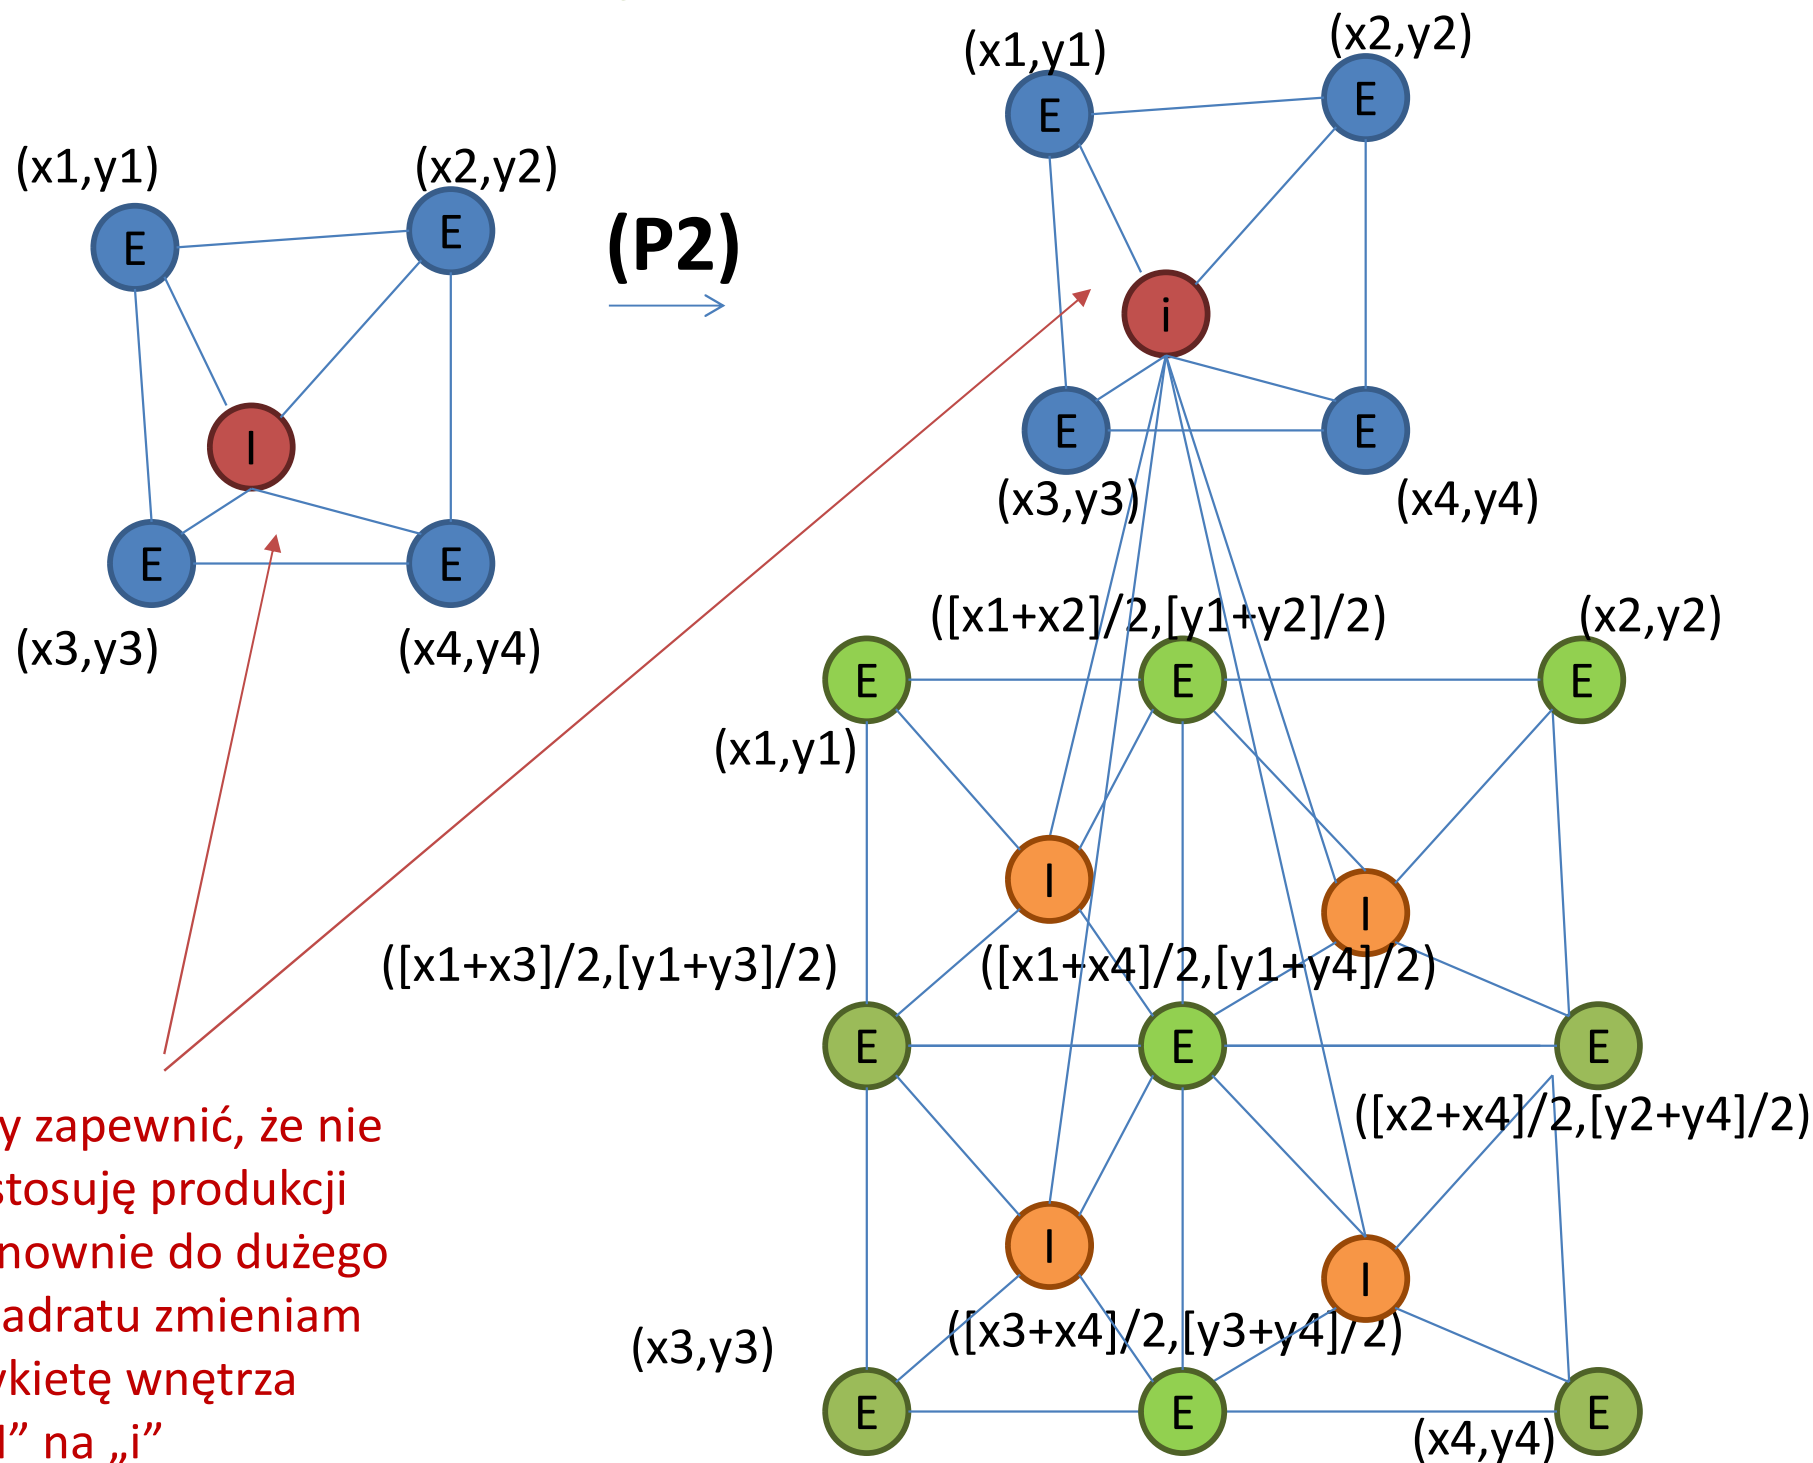 (x1,y1)
(x2,y2)
E
E
I
E
E
(x3,y3)
(x4,y4)
(P2)
(x1,y1)
(x2,y2)
E
E
i
E
E
(x3,y3)
(x4,y4)
([x1+x2]/2,[y1+y2]/2)
(x2,y2)
E
E
E
(x1,y1)
I
I
([x1+x3]/2,[y1+y3]/2)
([x1+x4]/2,[y1+y4]/2)
E
E
E
([x2+x4]/2,[y2+y4]/2)
I
I
(x3,y3)
([x3+x4]/2,[y3+y4]/2)
E
E
E
(x4,y4)
y zapewnić, że nie
stosuję produkcji
nownie do dużego
adratu zmieniam
ykietę wnętrza
I” na „i”